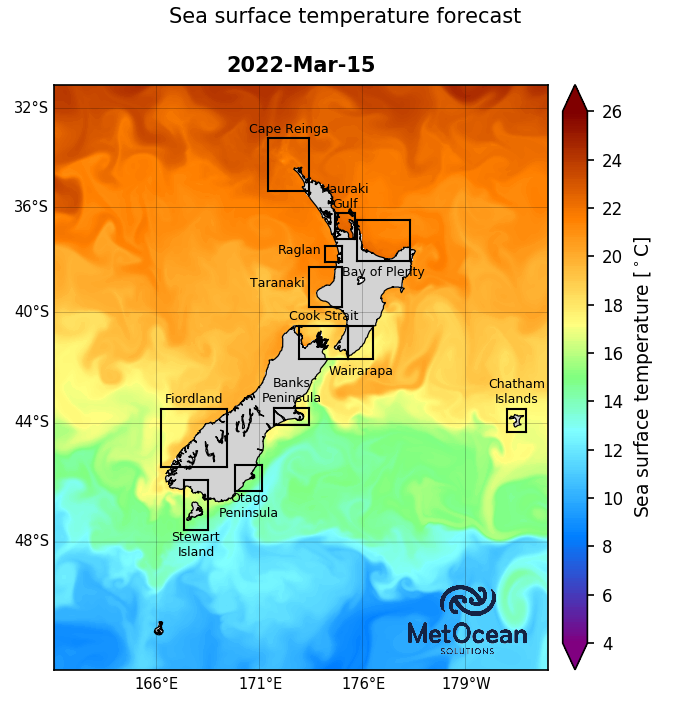 Sea surface temperature forecast
2022-Mar-15
32°S
36°S
40°S
44°S
48°S
166°E
171°E
176°E
179°W
Cape Reinga
Hauraki
Gulf
Raglan
Bay of Plenty
Taranaki
Cook Strait
Wairarapa
Banks
Peninsula
Fiordland
Chatham
Islands
Otago
Peninsula
Stewart
Island
MetOcean
SOLUTIONS
26
24
22
20
18
16
14
12
10
8
6
4
Sea surface temperature [°C]